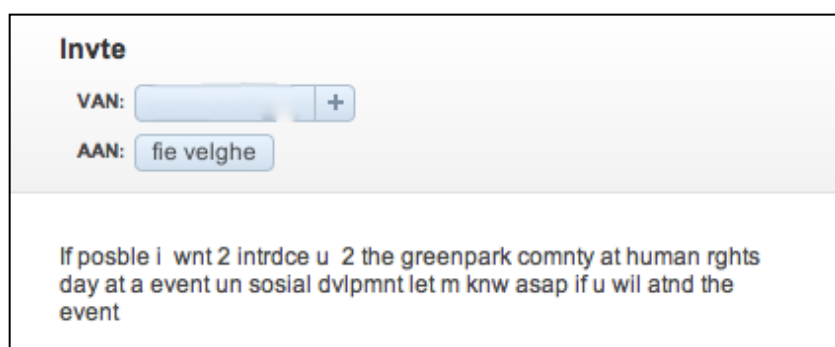 Invte
VAN: +
AAN: fie velghe
If posble i wnt 2 intrdce u 2 the greenpark comnty at human rghts
day at a event un sosial dvlpmnt let m knw asap if u wil atnd the
event